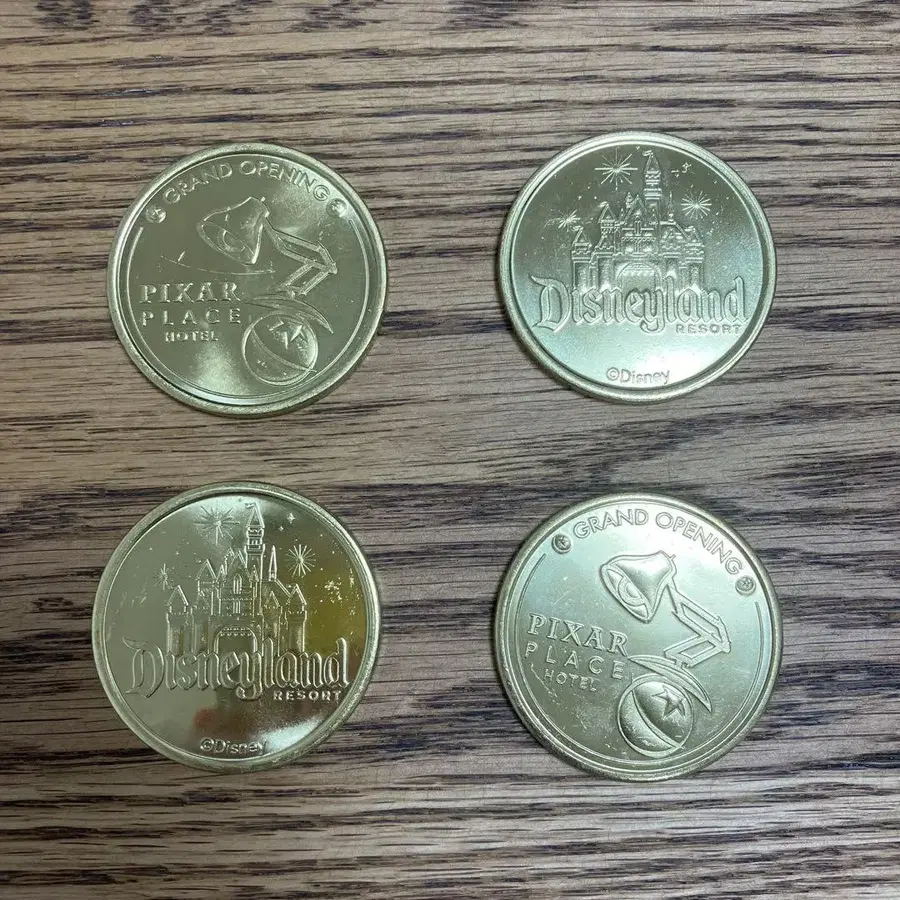 GRAND OPENING
PIXAR
PLACE
HOTEL
Disneyland
RESORT
©Disney
Disneyland
RESORT
©Disney
GRAND OPENING
PIXAR
PLACE
HOTEL